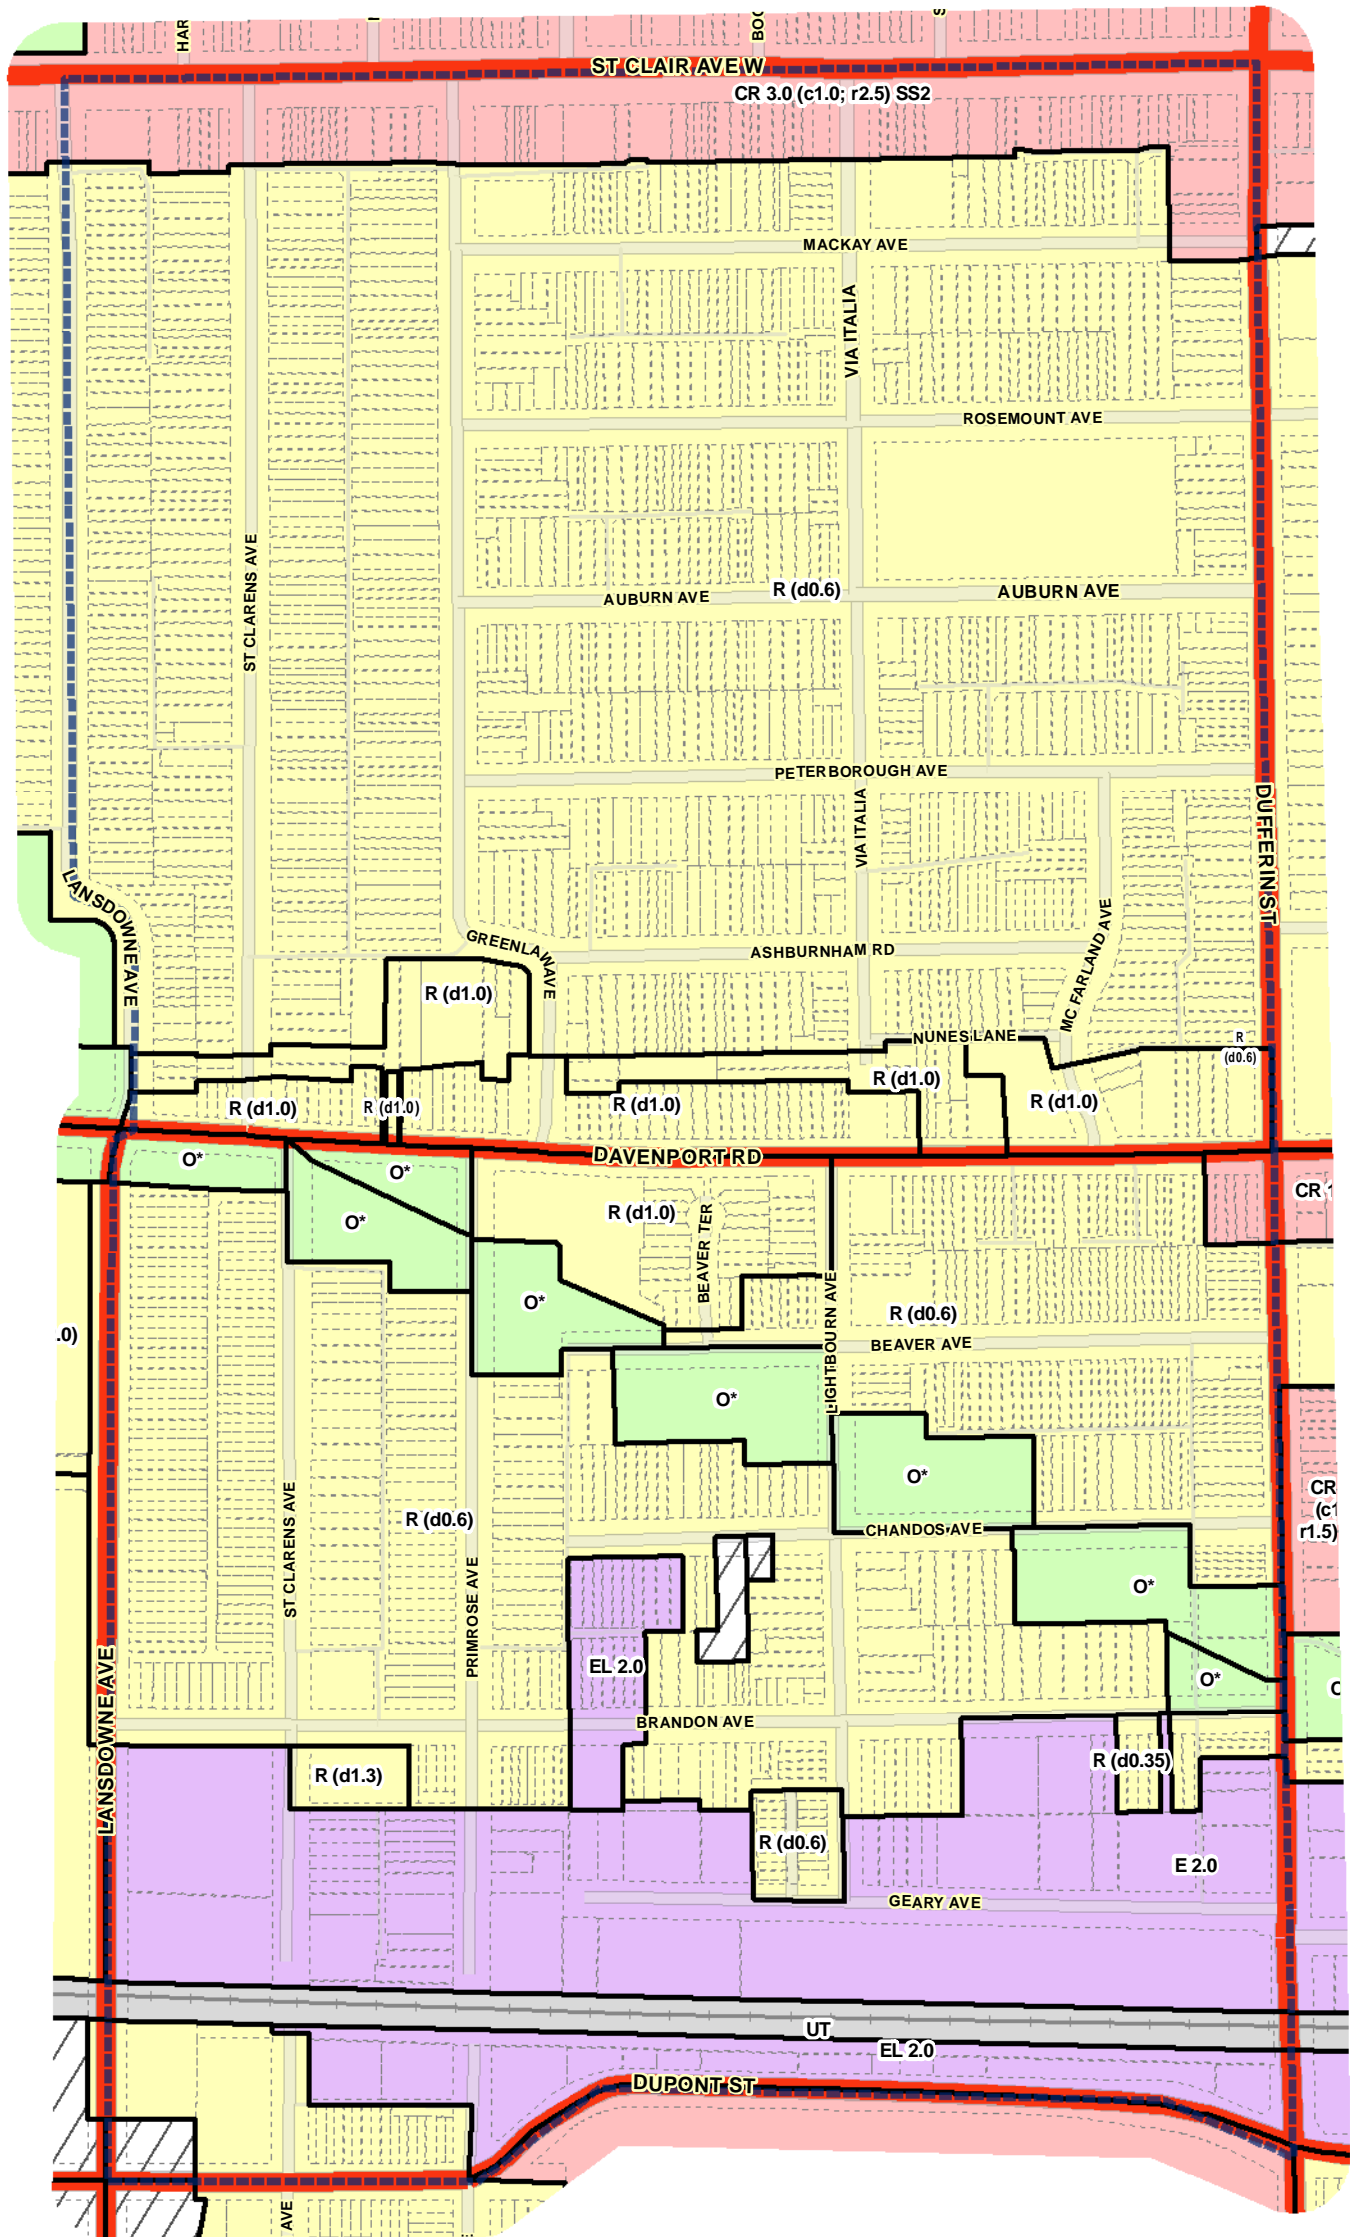 HAR
BOC
S
ST CLAIR AVE W
CR 3.0 (c1.0; r2.5) SS2
MACKAY AVE
VIA ITALIA
ROSEMOUNT AVE
ST CLARENS AVE
R (d0.6)
AUBURN AVE
AUBURN AVE
PETERBOROUGH AVE
VIA ITALIA
DUFFERIN ST
LANSDOWNE AVE
GREENLAW AVE
ASHBURNHAM RD
MC FARLAND AVE
R (d1.0)
NUNES LANE
R
(d0.6)
R (d1.0)
R (d1.0)
R (d1.0)
R (d1.0)
R (d1.0)
DAVENPORT RD
O*
O*
CR 1
O*
R (d1.0)
BEAVER TER
O*
R (d0.6)
.0)
BEAVER AVE
LIGHTBOURN AVE
O*
O*
CR
(c1
r1.5)
ST CLARENS AVE
R (d0.6)
CHANDOS AVE
PRIMROSE AVE
O*
EL 2.0
O*
LANSDOWNE AVE
BRANDON AVE
R (d1.3)
R (d0.35)
R (d0.6)
E 2.0
GEARY AVE
UT
EL 2.0
DUPONT ST
AVE